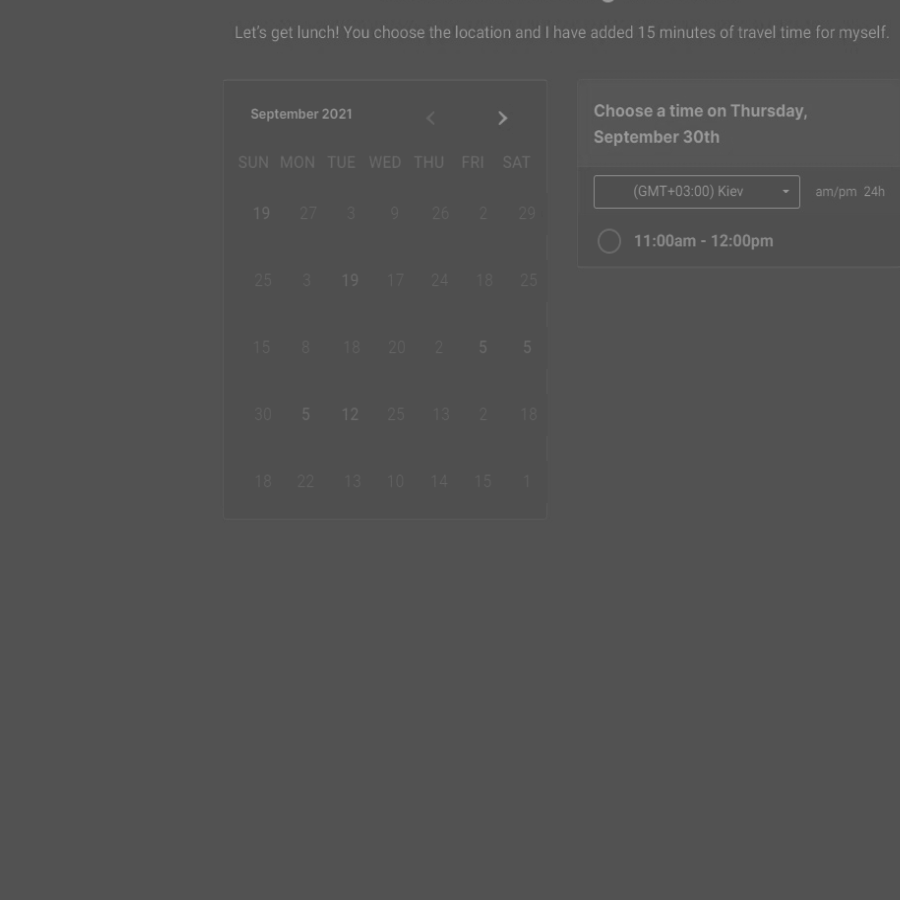 Let's get lunch! You choose the location and I have added 15 minutes of travel time for myself.
September 2021
SUN MON TUE WED THU FRI SAT
19 27 3 9 26 2 29
25 3 19 17 24 18 25
15 8 18 20 2 5 5
30 5 12 25 13 2 18
18 22 13 10 14 15 1
Choose a time on Thursday,
September 30th
(GMT+03:00) Kiev am/pm 24h
11:00am - 12:00pm